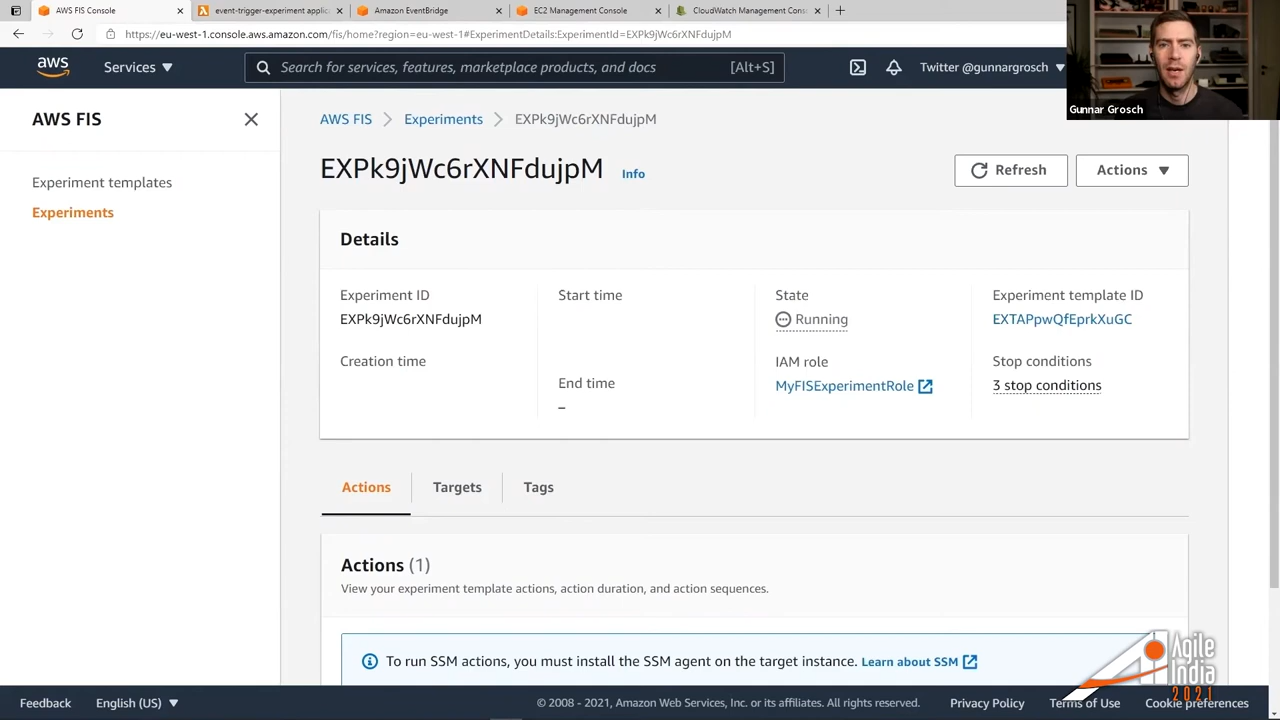 AWS FIS Console
event-trigger-experiment applic
Amazon EventBridge
EC2 Management Console
CloudWatch Management Cons
https://eu-west-1.console.aws.amazon.com/fis/home?region=eu-west-1#ExperimentDetails:ExperimentId=EXPk9jWc6rXNFdujpM
aws
Services
Search for services, features, marketplace products, and docs
[Alt+S]
Twitter @gunnargrosch
Gunnar Grosch
AWS FIS
Experiment templates
Experiments
AWS FIS
Experiments
EXPk9jWc6rXNFdujpM
EXPk9jWc6rXNFdujpM
Info
Refresh
Actions
Details
Experiment ID
EXPk9jWc6rXNFdujpM
Creation time
Start time
End time
–
State
Running
IAM role
MyFISExperimentRole
Experiment template ID
EXTAPpwQfEprkXuGC
Stop conditions
3 stop conditions
Actions
Targets
Tags
Actions (1)
View your experiment template actions, action duration, and action sequences.
To run SSM actions, you must install the SSM agent on the target instance. Learn about SSM
Agile
India
2021
Feedback
English (US)
© 2008 - 2021, Amazon Web Services, Inc. or its affiliates. All rights reserved.
Privacy Policy
Terms of Use
Cookie preferences